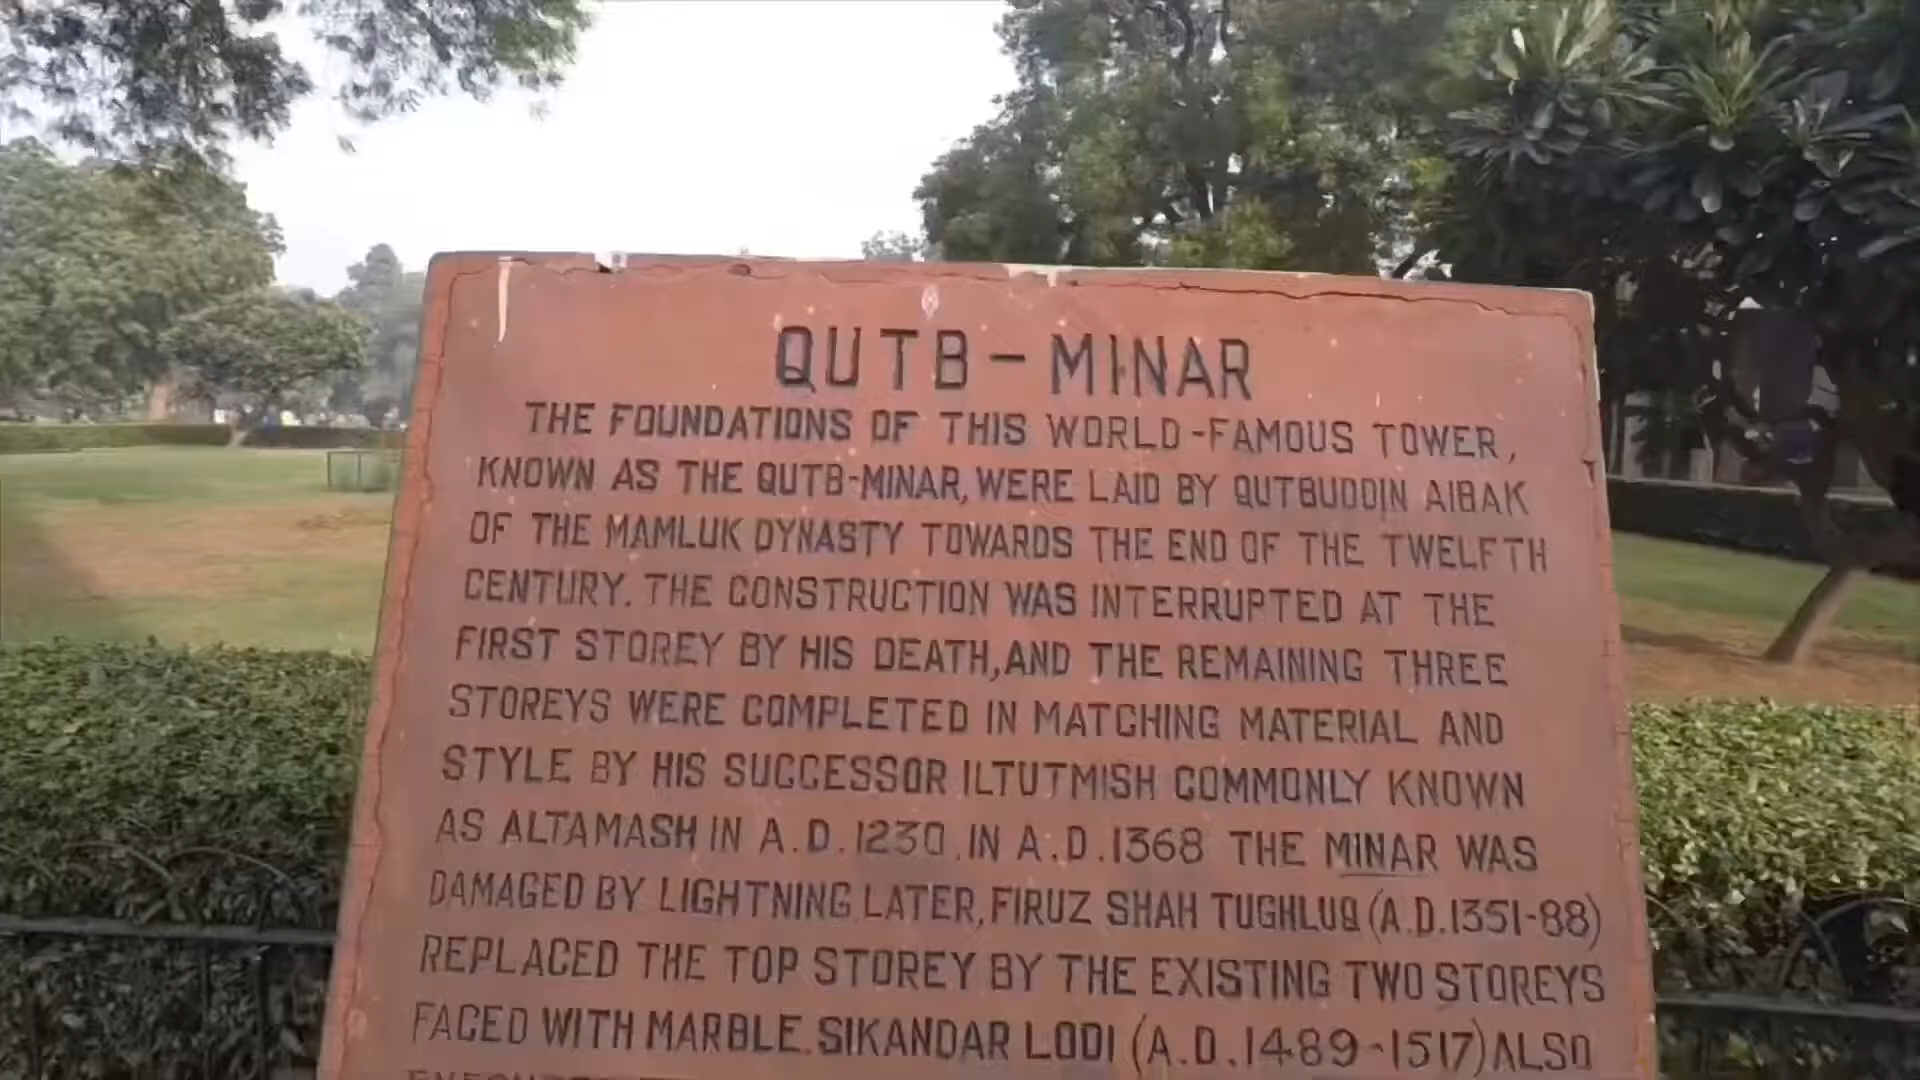 QUTB-MINAR
THE FOUNDATIONS OF THIS WORLD-FAMOUS TOWER,
KNOWN AS THE QUTB-MINAR, WERE LAID BY QUTBUDDIN AIBAK
OF THE MAMLUK DYNASTY TOWARDS THE END OF THE TWELFTH
CENTURY. THE CONSTRUCTION WAS INTERRUPTED AT THE
FIRST STOREY BY HIS DEATH, AND THE REMAINING THREE
STOREYS WERE COMPLETED IN MATCHING MATERIAL AND
STYLE BY HIS SUCCESSOR ILTUTMISH COMMONLY KNOWN
AS ALTAMASH IN A.D.1230. IN A.D.1368 THE MINAR WAS
DAMAGED BY LIGHTNING. LATER, FIRUZ SHAH TUGHLUQ (A.D.1351-88)
REPLACED THE TOP STOREY BY THE EXISTING TWO STOREYS
FACED WITH MARBLE. SIKANDAR LODI (A.D.1489-1517) ALSO